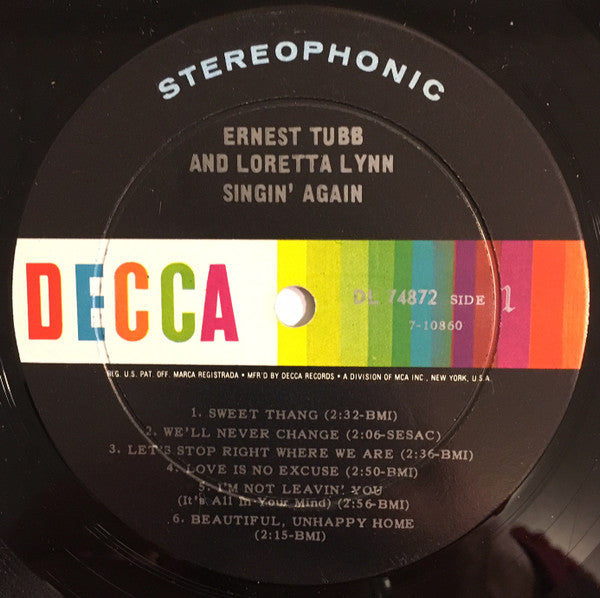 STEREOPHONIC
ERNEST TUBB
AND LORETTA LYNN
SINGIN' AGAIN
DECCA
DL 74872 SIDE 1
7-10860
REG. U.S. PAT. OFF. MARCA REGISTRADA • MFR'D BY DECCA RECORDS • A DIVISION OF MCA INC., NEW YORK, U.S.A.
1. SWEET THANG (2:32-BMI)
2. WE'LL NEVER CHANGE (2:06-SESAC)
3. LET'S STOP RIGHT WHERE WE ARE (2:36-BMI)
4. LOVE IS NO EXCUSE (2:50-BMI)
5. I'M NOT LEAVIN' YOU
(It's All In Your Mind) (2:56-BMI)
6. BEAUTIFUL, UNHAPPY HOME
(2:15-BMI)